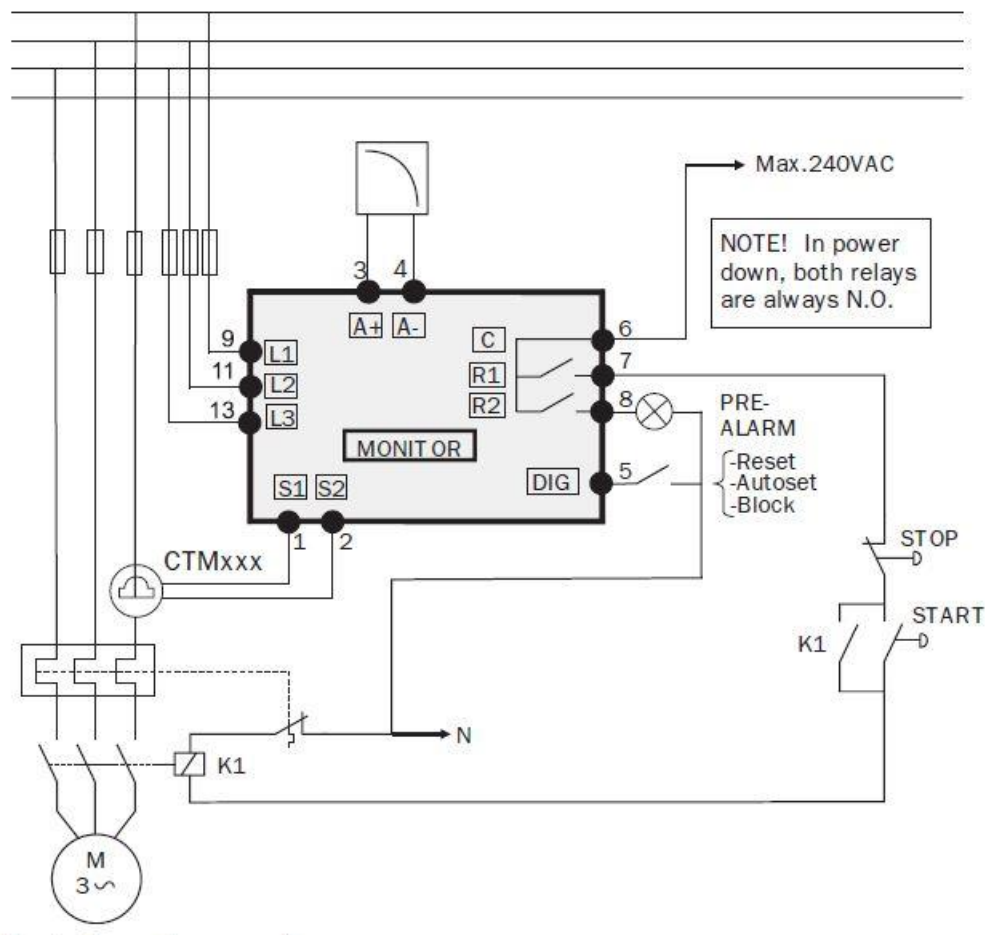 Max.240VAC
NOTE! In power
down, both relays
are always N.O.
3 4
A+ A-
9 L1
11 L2
13 L3
C 6
R1 7
R2 8
PRE-
ALARM
MONITOR
DIG 5
-Reset
-Autoset
-Block
S1 S2
1 2
CTMxxx
STOP
START
K1
N
K1
M
3